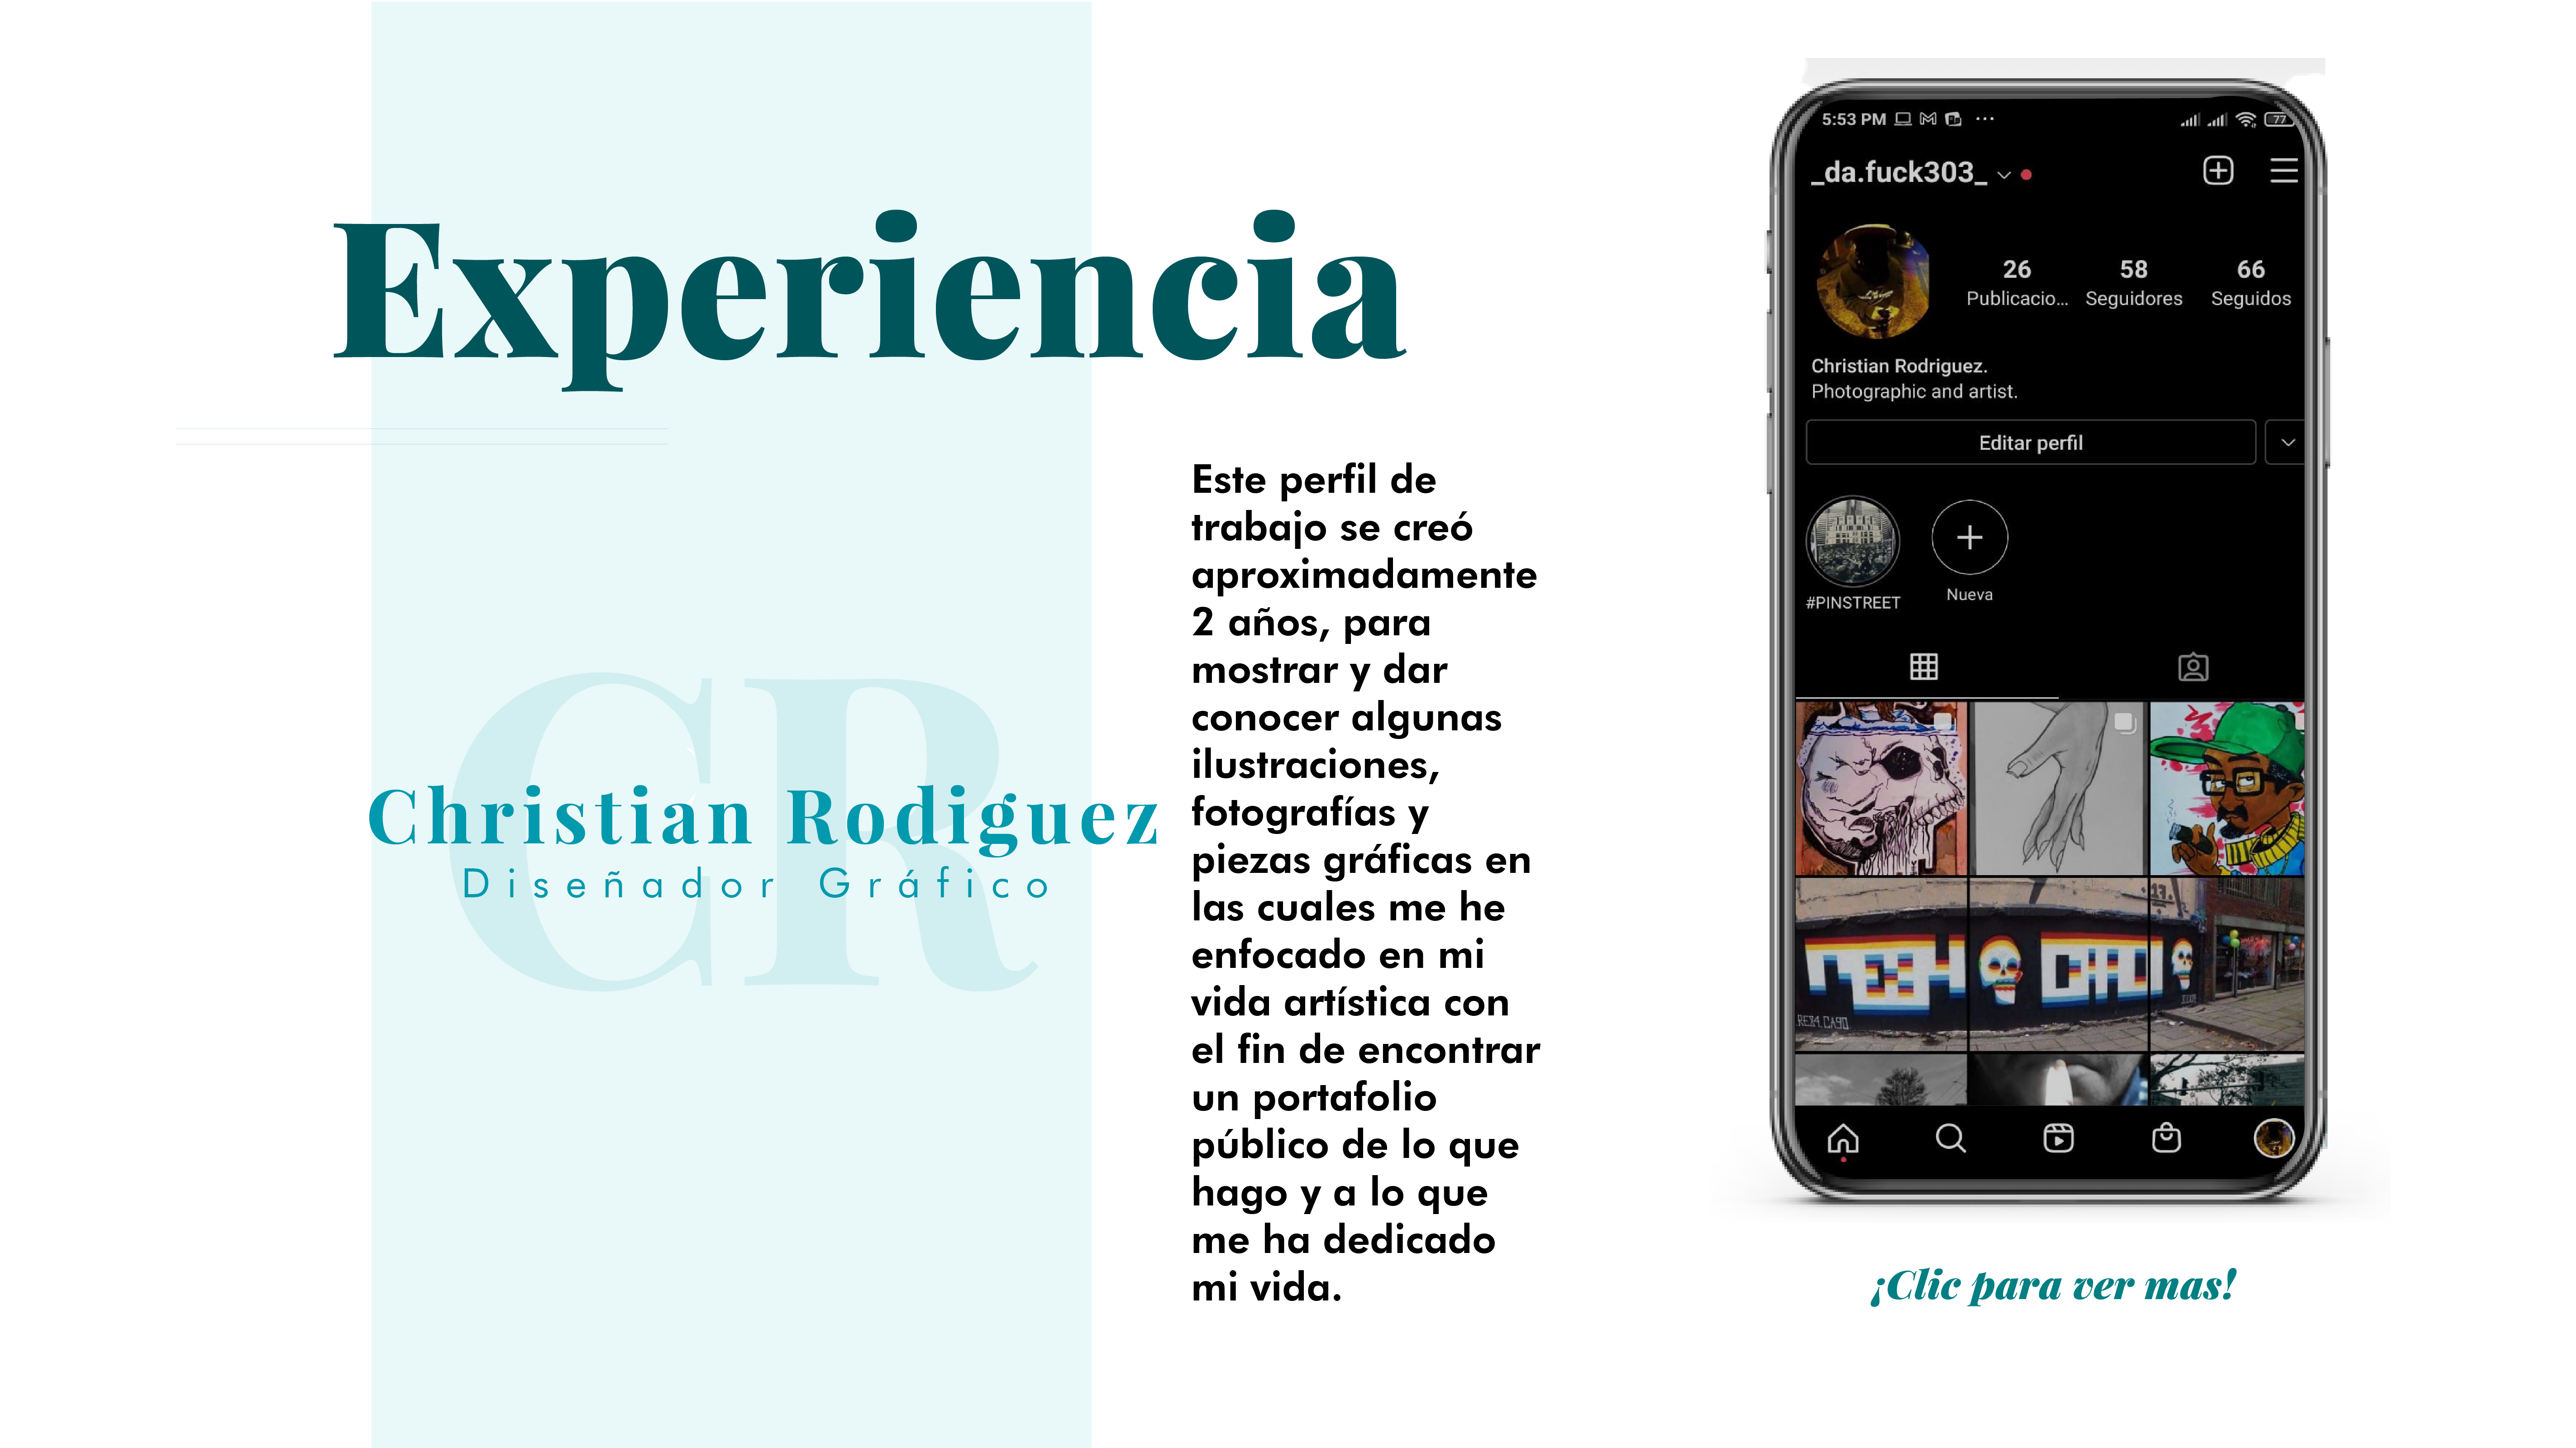 Experiencia
CR
Christian Rodiguez
Diseñador Gráfico
Este perfil de
trabajo se creó
aproximadamente
2 años, para
mostrar y dar
conocer algunas
ilustraciones,
fotografías y
piezas gráficas en
las cuales me he
enfocado en mi
vida artística con
el fin de encontrar
un portafolio
público de lo que
hago y a lo que
me ha dedicado
mi vida.
5:53 PM ... 77
_da.fuck303_
26 58 66
Publicacio... Seguidores Seguidos
Christian Rodriguez.
Photographic and artist.
Editar perfil
#PINSTREET Nueva
¡Clic para ver mas!